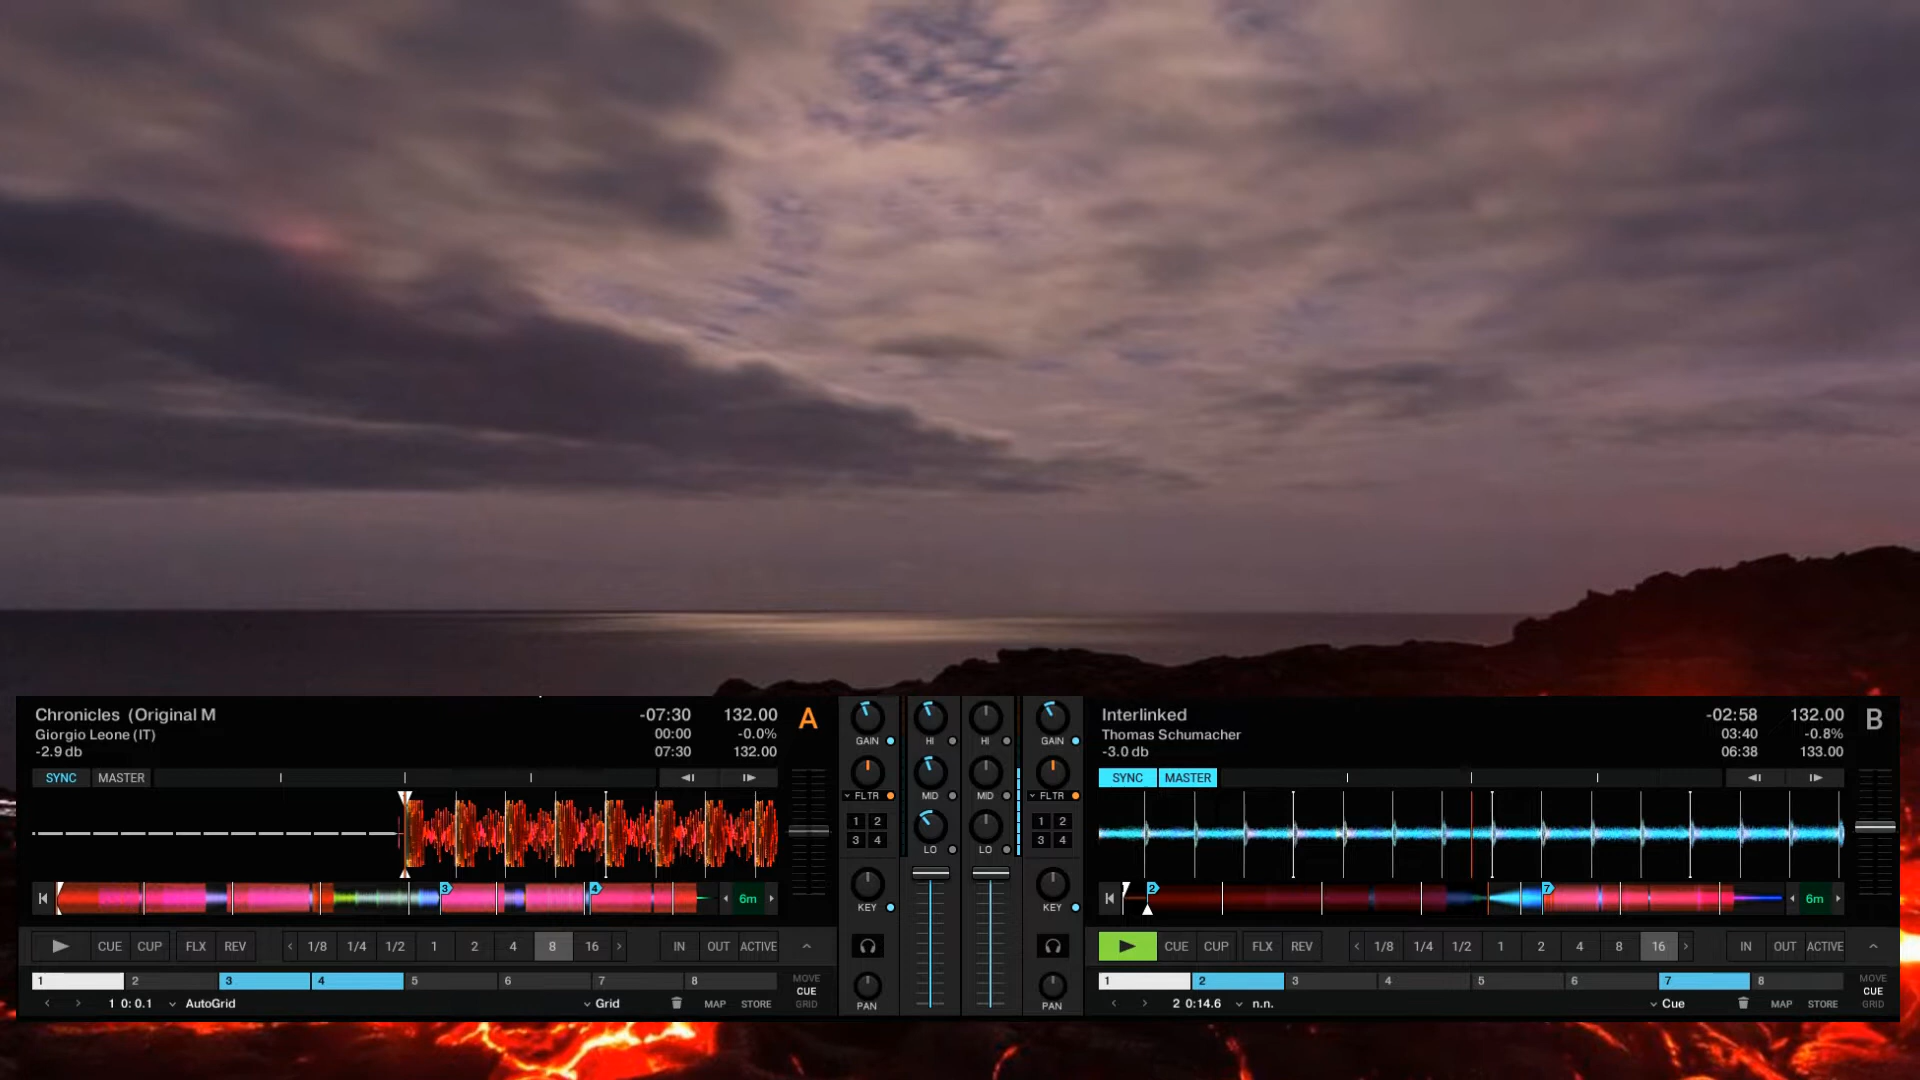 Chronicles (Original M
-07:30 132.00
A
Giorgio Leone (IT)
00:00 -0.0%
-2.9 db
07:30 132.00
SYNC MASTER
3 4
6m
CUE CUP FLX REV 1/8 1/4 1/2 1 2 4 8 16 IN OUT ACTIVE
1 2 3 4 5 6 7 8
MOVE
CUE
GRID
1 0: 0.1 AutoGrid Grid MAP STORE
GAIN HI HI GAIN
FLTR MID MID FLTR
1 2
3 4
LO LO
1 2
3 4
KEY KEY
PAN PAN
Interlinked
-02:58 132.00
B
Thomas Schumacher
03:40 -0.8%
-3.0 db
06:38 133.00
SYNC MASTER
2 7
6m
CUE CUP FLX REV 1/8 1/4 1/2 1 2 4 8 16 IN OUT ACTIVE
1 2 3 4 5 6 7 8
MOVE
CUE
GRID
2 0:14.6 n.n. Cue MAP STORE